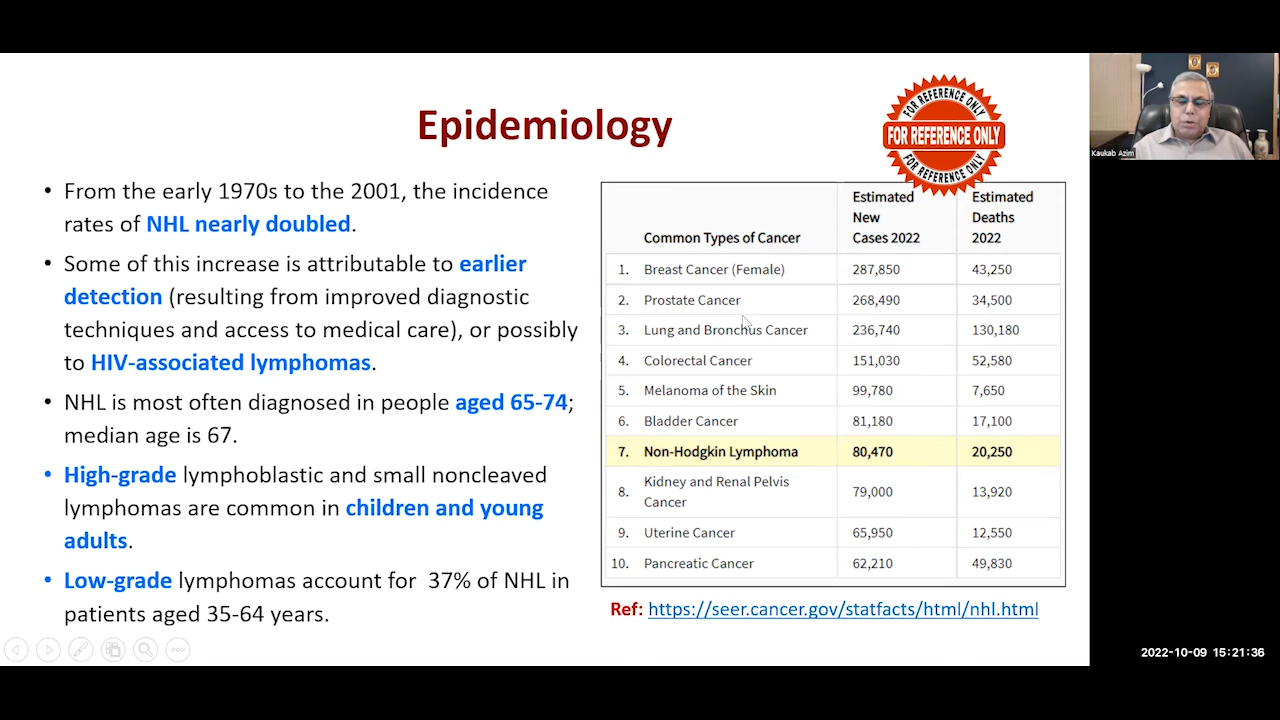 Epidemiology
FOR REFERENCE ONLY
FOR REFERENCE ONLY
FOR REFERENCE ONLY
• From the early 1970s to the 2001, the incidence
rates of NHL nearly doubled.
• Some of this increase is attributable to earlier
detection (resulting from improved diagnostic
techniques and access to medical care), or possibly
to HIV-associated lymphomas.
• NHL is most often diagnosed in people aged 65-74;
median age is 67.
• High-grade lymphoblastic and small noncleaved
lymphomas are common in children and young
adults.
• Low-grade lymphomas account for 37% of NHL in
patients aged 35-64 years.
Common Types of Cancer
Estimated
New
Cases 2022
Estimated
Deaths
2022
1. Breast Cancer (Female) 287,850 43,250
2. Prostate Cancer 268,490 34,500
3. Lung and Bronchus Cancer 236,740 130,180
4. Colorectal Cancer 151,030 52,580
5. Melanoma of the Skin 99,780 7,650
6. Bladder Cancer 81,180 17,100
7. Non-Hodgkin Lymphoma 80,470 20,250
8. Kidney and Renal Pelvis
Cancer 79,000 13,920
9. Uterine Cancer 65,950 12,550
10. Pancreatic Cancer 62,210 49,830
Ref: https://seer.cancer.gov/statfacts/html/nhl.html
Kaukab Azim
2022-10-09 15:21:36